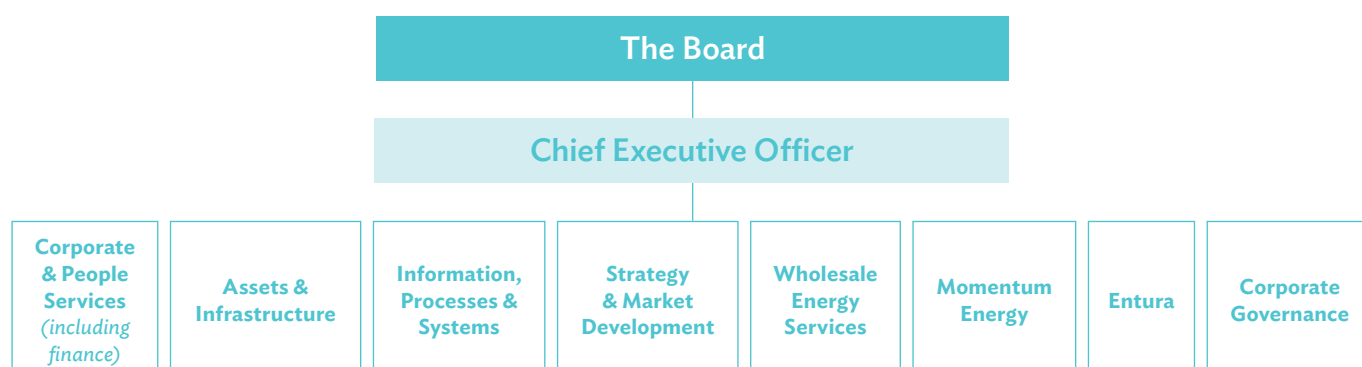 The Board
Chief Executive Officer
Corporate
& People
Services
(including
finance)
Assets &
Infrastructure
Information,
Processes &
Systems
Strategy
& Market
Development
Wholesale
Energy
Services
Momentum
Energy
Entura
Corporate
Governance